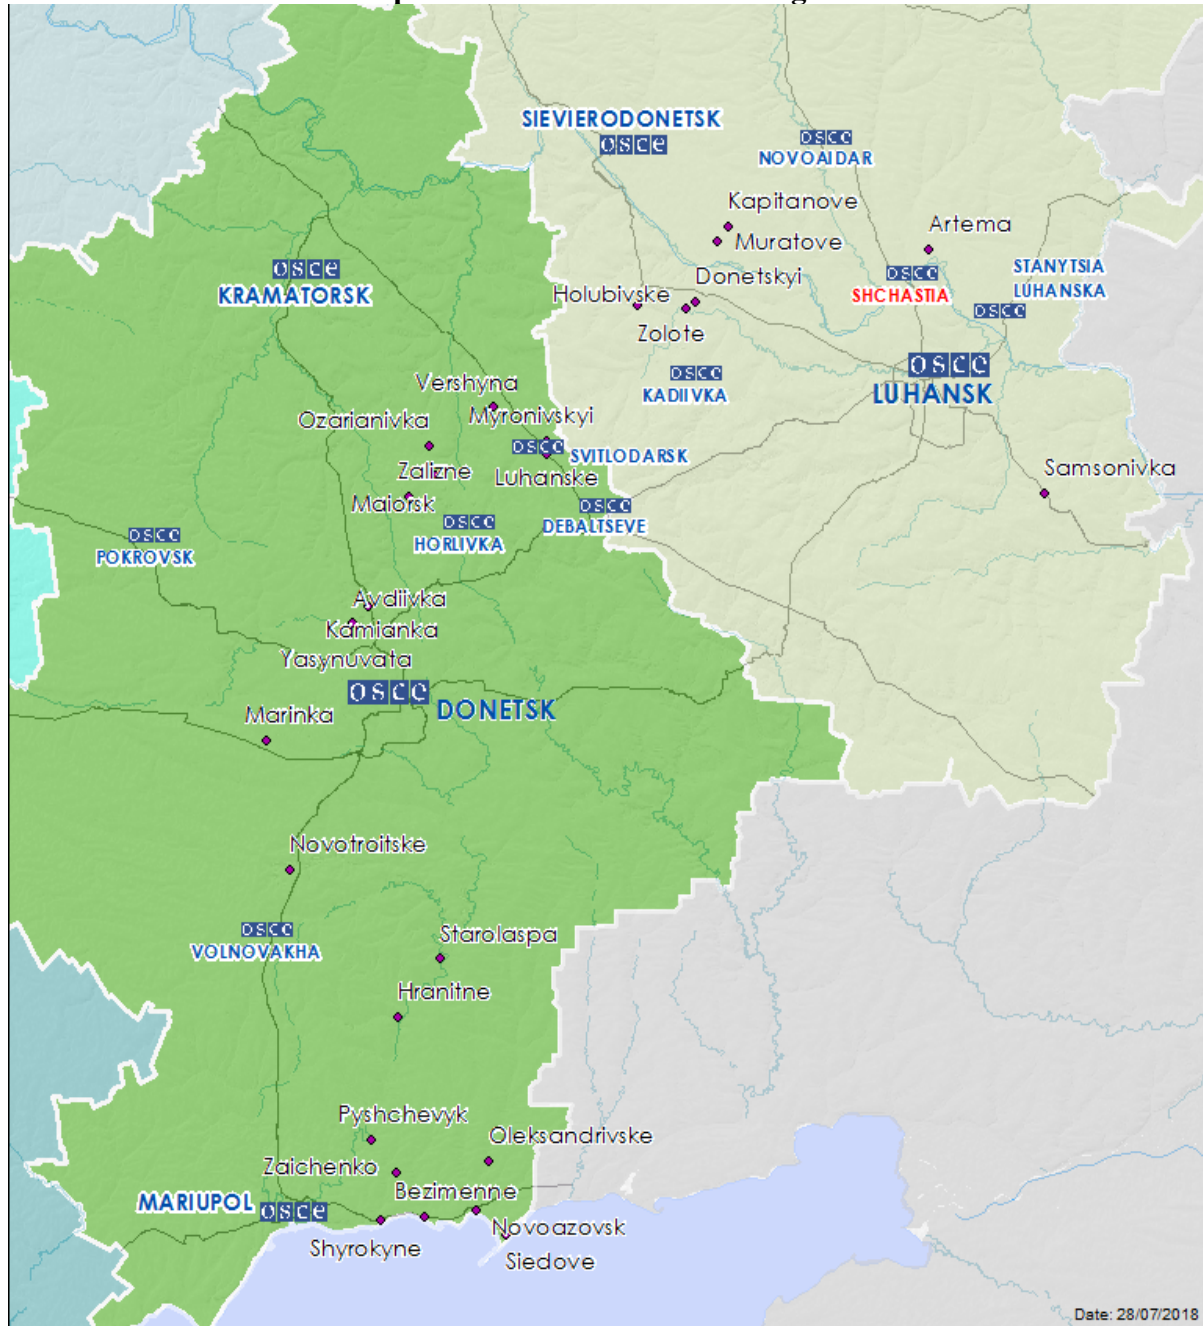 SIEVIERODONETSK
osce
osce
NOVOAIDAR
Kapitanove
Muratove
Artema
osce
KRAMATORSK
Donetskyi
osce
SHCHASTIA
STANYTSIA
LUHANSKA
osce
Holubivske
Zolote
osce
KADIIVKA
osce
LUHANSK
Vershyna
Myronivskyi
Ozarianivka
osce
SVITLODARSK
Zalizne
Luhanske
Samsonivka
Maiorsk
osce
HORLIVKA
osce
DEBALTSEVE
osce
POKROVSK
Avdiivka
Kamianka
Yasynuvata
osce
DONETSK
Marinka
Novotroitske
osce
VOLNOVAKHA
Starolaspa
Hranitne
Pyshchevyk
Oleksandrivske
Zaichenko
Bezimenne
MARIUPOL
osce
Novoazovsk
Shyrokyne
Siedove
Date: 28/07/2018